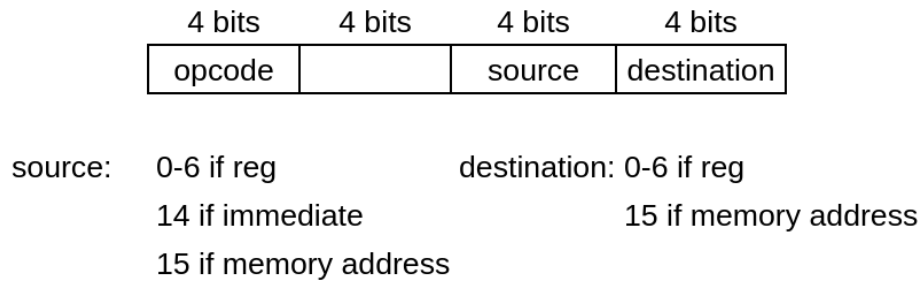 4 bits 4 bits 4 bits 4 bits
opcode source destination
source: 0-6 if reg destination: 0-6 if reg
14 if immediate 15 if memory address
15 if memory address